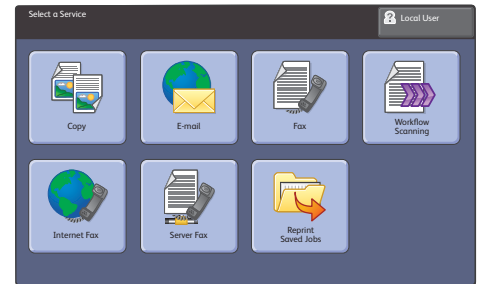 Select a Service
Local User
Copy
E-mail
Fax
Workflow
Scanning
Internet Fax
Server Fax
Reprint
Saved Jobs